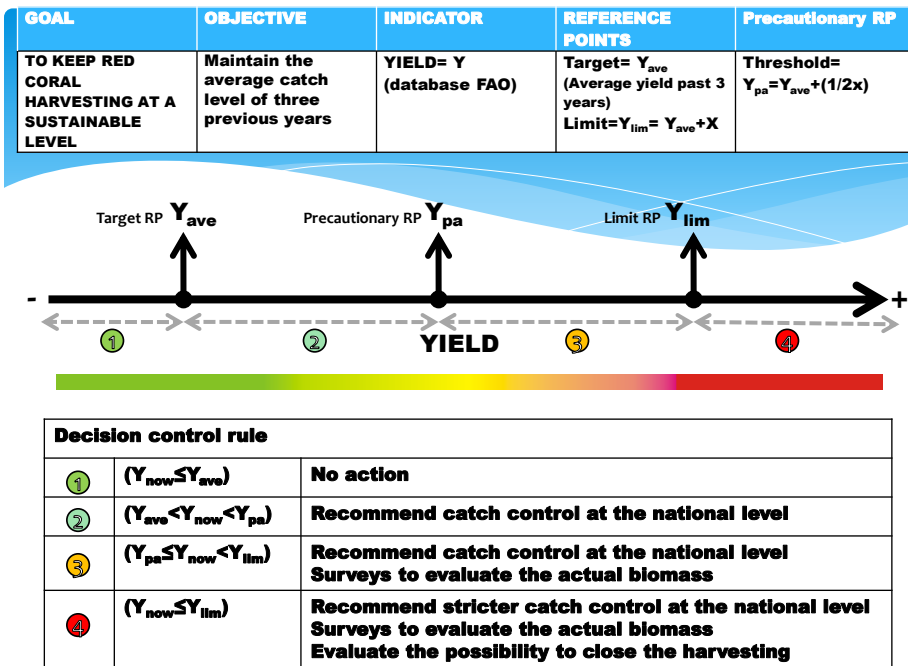 GOAL
OBJECTIVE
INDICATOR
REFERENCE
POINTS
Precautionary RP
TO KEEP RED
CORAL
HARVESTING AT A
SUSTAINABLE
LEVEL
Maintain the
average catch
level of three
previous years
YIELD= Y
(database FAO)
Target= Yave
(Average yield past 3
years)
Limit=Ylim= Yave+X
Threshold=
Ypa=Yave+(1/2x)
Target RP Yave
Precautionary RP Ypa
Limit RP Ylim
- +
1 2 YIELD 3 4
Decision control rule
1 (Ynow≤Yave) No action
2 (Yave<Ynow<Ypa) Recommend catch control at the national level
3 (Ypa≤Ynow<Ylim) Recommend catch control at the national level
Surveys to evaluate the actual biomass
4 (Ynow≤Ylim) Recommend stricter catch control at the national level
Surveys to evaluate the actual biomass
Evaluate the possibility to close the harvesting